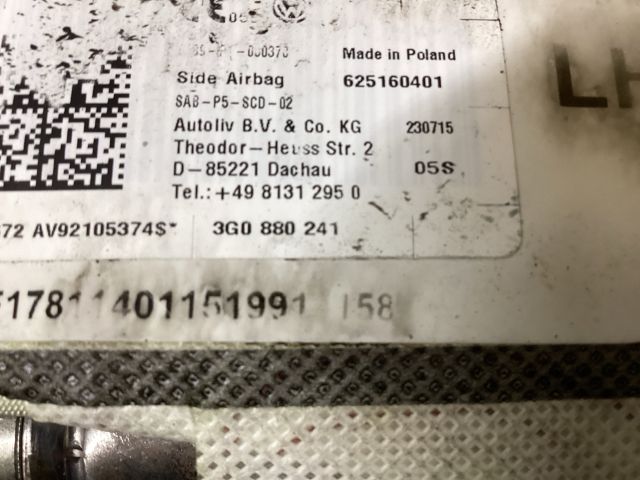 Made in Poland
Side Airbag 625160401
SAB-P5-SCD-02
Autoliv B.V. & Co. KG 230715
Theodor-Heuss Str. 2
D-85221 Dachau 05S
Tel.: +49 8131 295 0
72 AV92105374S* 3G0 880 241
LH